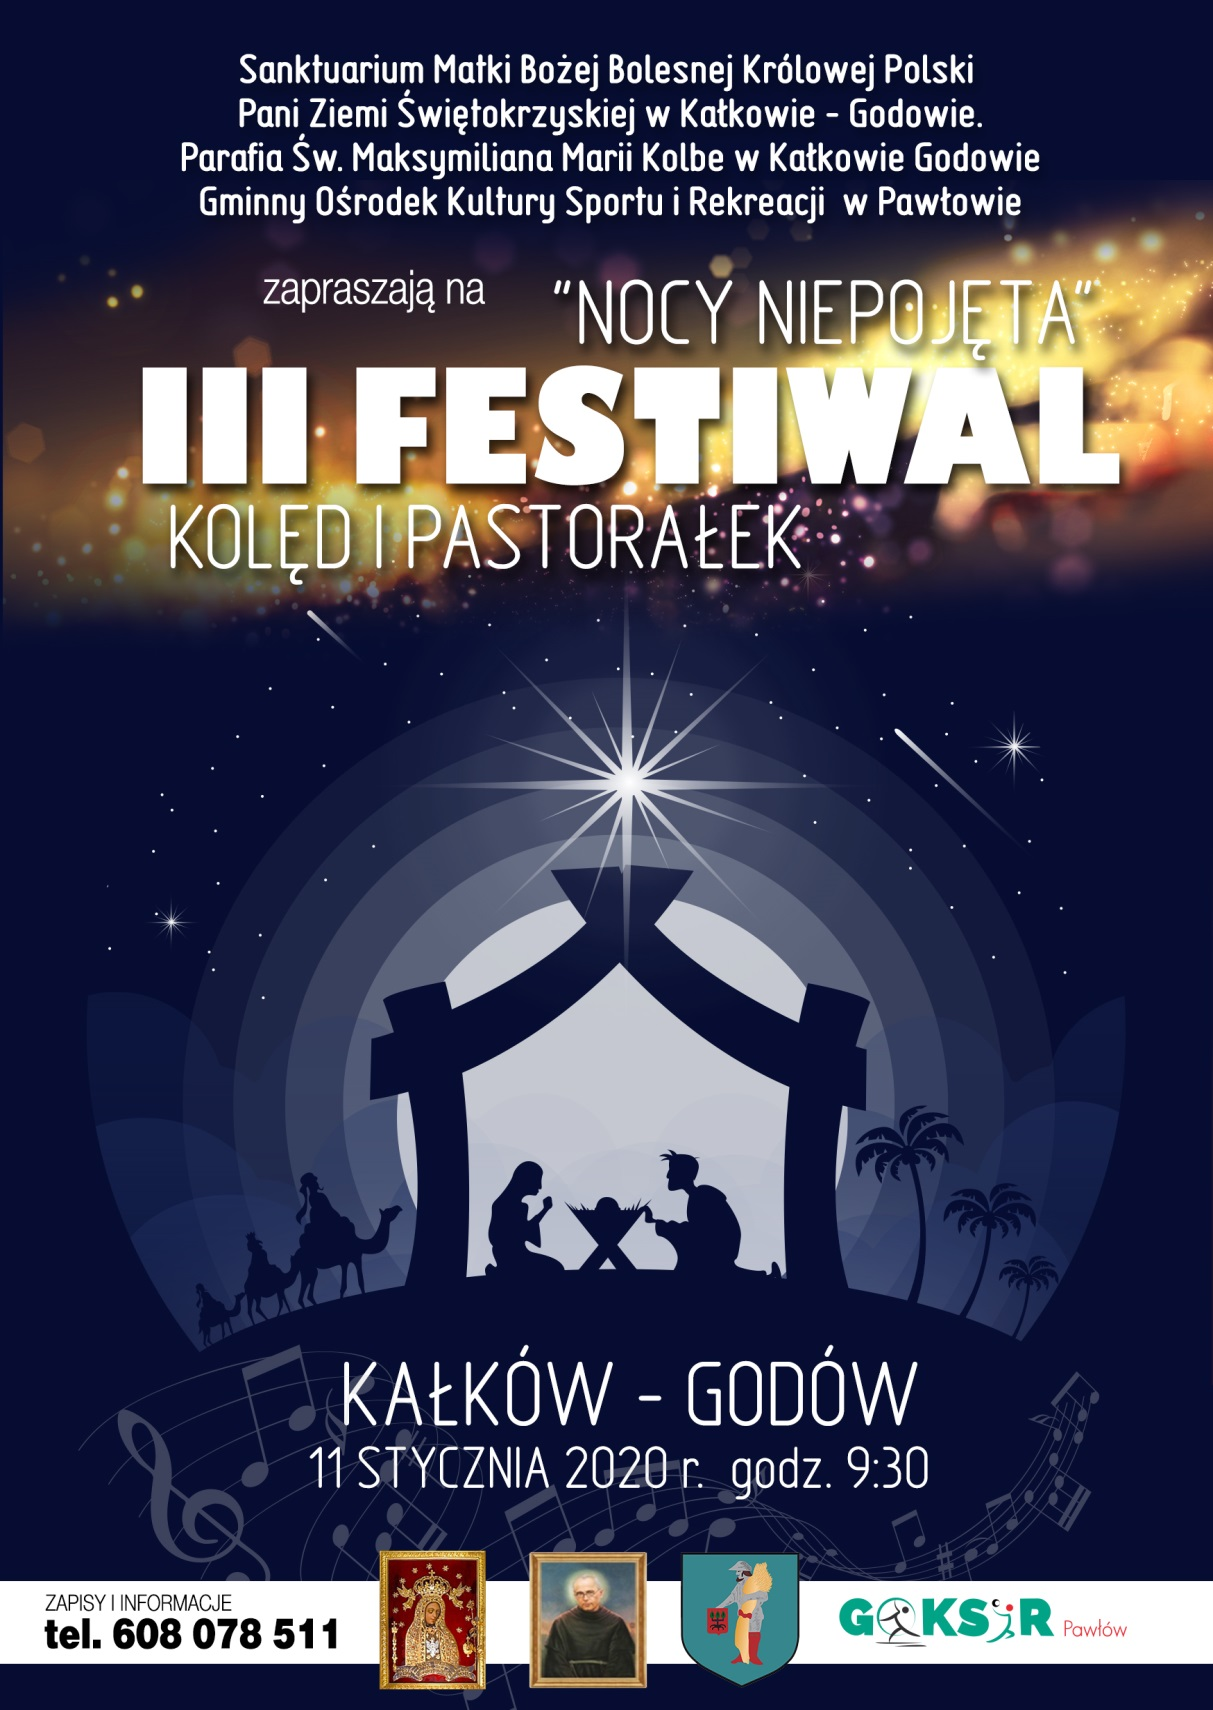 Sanktuarium Matki Bożej Bolesnej Królowej Polski
Pani Ziemi Świętokrzyskiej w Kałkowie - Godowie.
Parafia Św. Maksymiliana Marii Kolbe w Kałkowie Godowie
Gminny Ośrodek Kultury Sportu i Rekreacji w Pawłowie
zapraszają na "NOCY NIEPOJĘTA"
III FESTIWAL
KOLĘD I PASTORAŁEK
KAŁKÓW - GODÓW
11 STYCZNIA 2020 r. godz. 9:30
ZAPISY I INFORMACJE
tel. 608 078 511
GOKSiR Pawłów